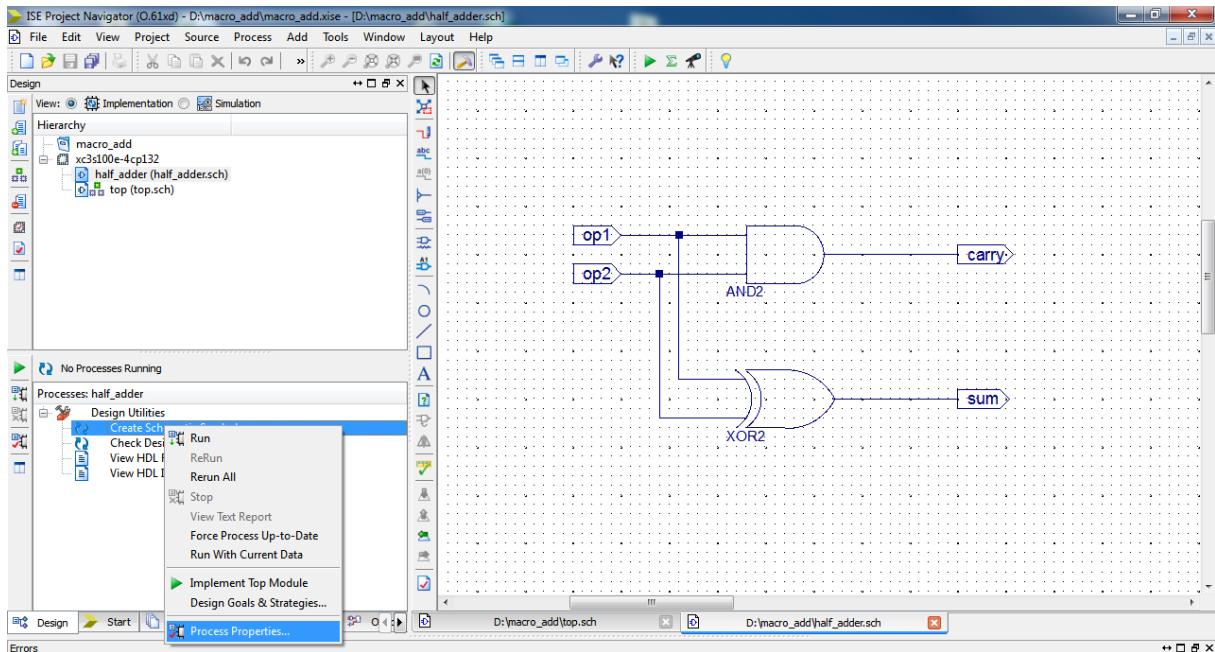 ISE Project Navigator (O.61xd) - D:\macro_add\macro_add.xise - [D:\macro_add\half_adder.sch]
File Edit View Project Source Process Add Tools Window Layout Help
Design
View: Implementation Simulation
Hierarchy
macro_add
xc3s100e-4cp132
half_adder (half_adder.sch)
top (top.sch)
No Processes Running
Processes: half_adder
Design Utilities
Create Sch
Check Desi
View HDL
View HDL
Run
ReRun
Rerun All
Stop
View Text Report
Force Process Up-to-Date
Run With Current Data
Implement Top Module
Design Goals & Strategies...
Process Properties...
Design Start
abc
A
op1
op2
AND2
carry
XOR2
sum
D:\macro_add\top.sch D:\macro_add\half_adder.sch
Errors